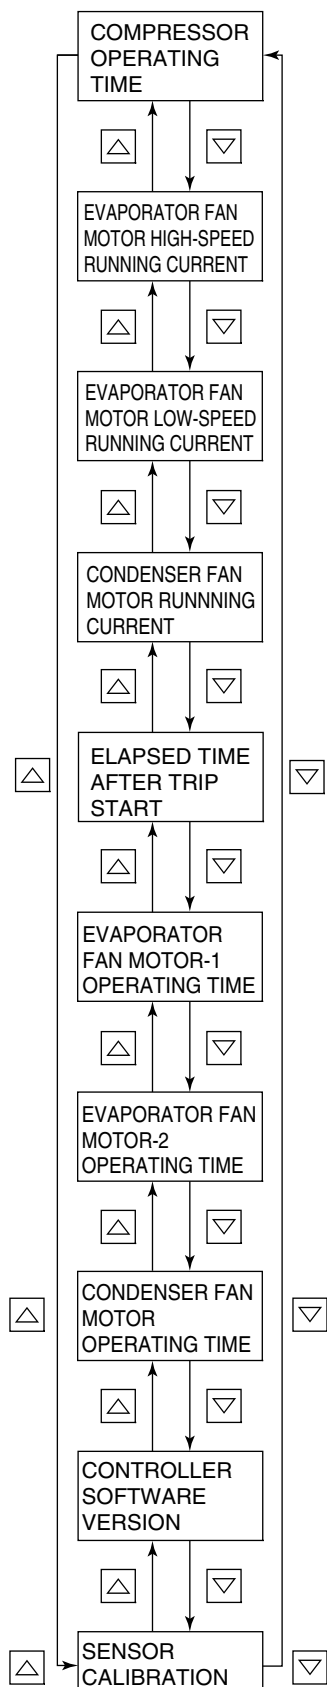 COMPRESSOR
OPERATING
TIME
EVAPORATOR FAN
MOTOR HIGH-SPEED
RUNNING CURRENT
EVAPORATOR FAN
MOTOR LOW-SPEED
RUNNING CURRENT
CONDENSER FAN
MOTOR RUNNNING
CURRENT
ELAPSED TIME
AFTER TRIP
START
EVAPORATOR
FAN MOTOR-1
OPERATING TIME
EVAPORATOR FAN
MOTOR-2
OPERATING TIME
CONDENSER FAN
MOTOR
OPERATING TIME
CONTROLLER
SOFTWARE
VERSION
SENSOR
CALIBRATION